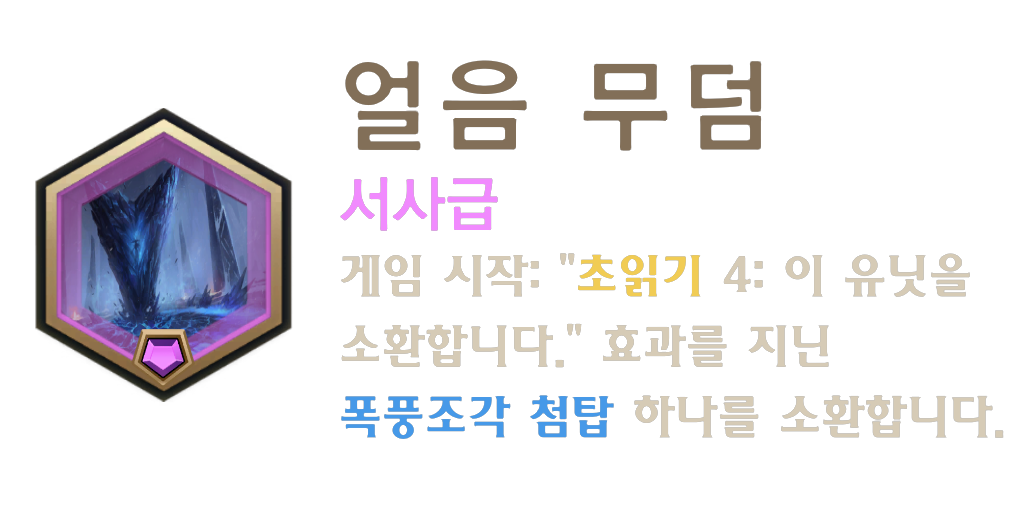 얼음 무덤
서사급
게임 시작: "초읽기 4: 이 유닛을
소환합니다." 효과를 지닌
폭풍조각 첨탑 하나를 소환합니다.